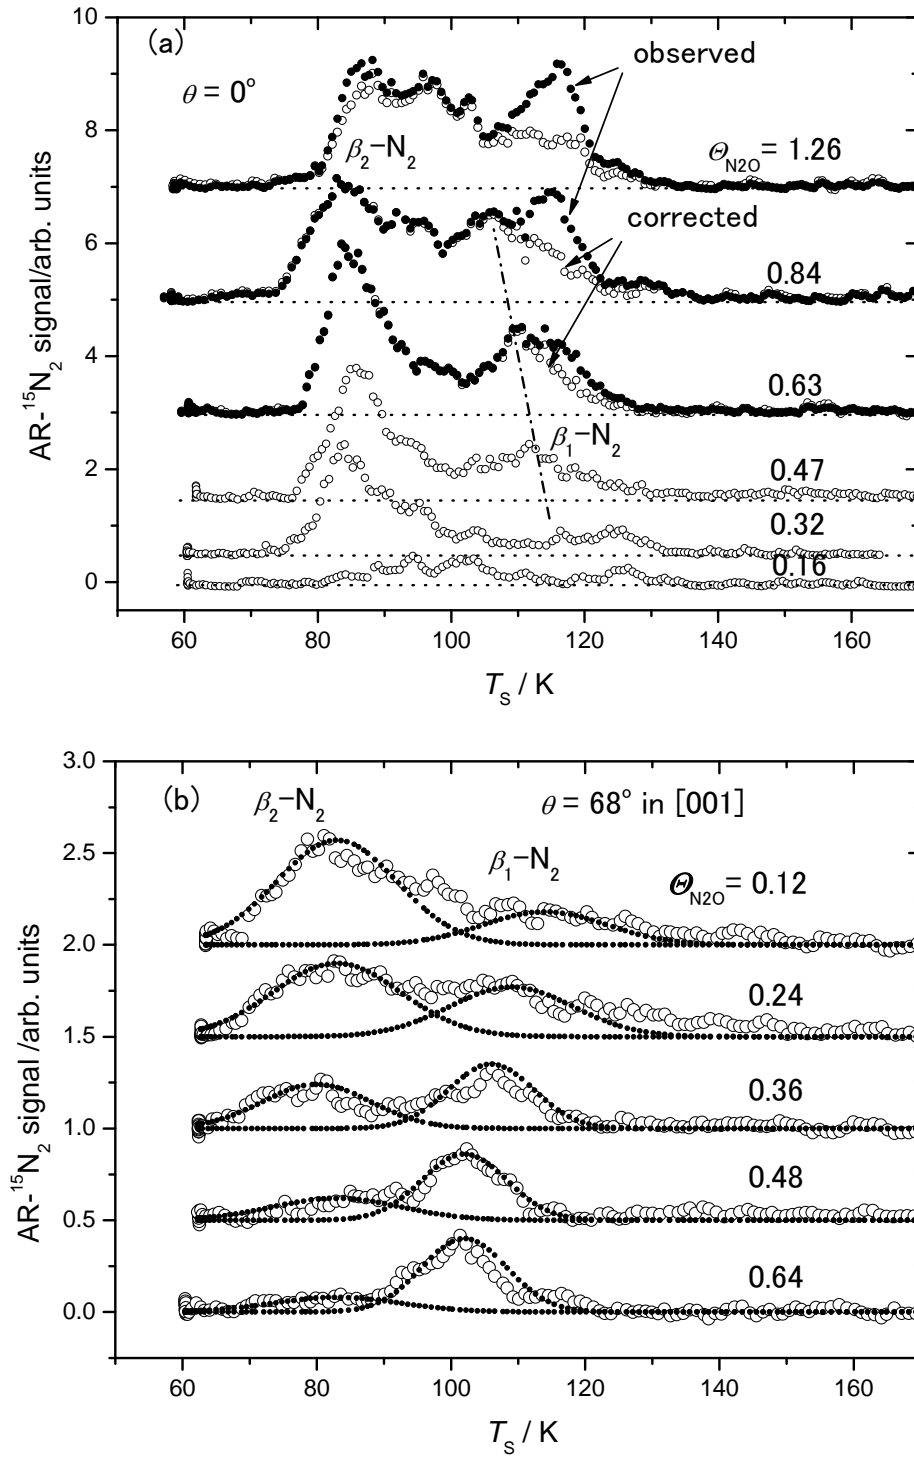 (a)
θ = 0°
observed
β₂–N₂
Θ_N2O = 1.26
corrected
0.84
0.63
β₁–N₂
0.47
0.32
0.16
10
8
6
4
2
0
AR-¹⁵N₂ signal/arb. units
60 80 100 120 140 160
T_S / K
(b)
β₂–N₂
θ = 68° in [001]
β₁–N₂
Θ_N2O = 0.12
0.24
0.36
0.48
0.64
3.0
2.5
2.0
1.5
1.0
0.5
0.0
AR-¹⁵N₂ signal /arb. units
60 80 100 120 140 160
T_S / K